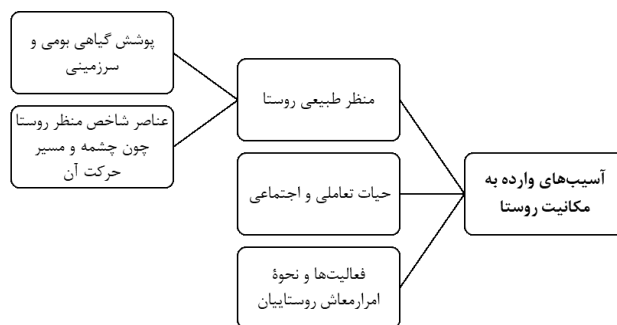 آسیب‌های وارده به
مکانیت روستا
منظر طبیعی روستا
پوشش گیاهی بومی و
سرزمینی
عناصر شاخص منظر روستا
چون چشمه و مسیر
حرکت آن
حیات تعاملی و اجتماعی
فعالیت‌ها و نحوۀ
امرارمعاش روستاییان